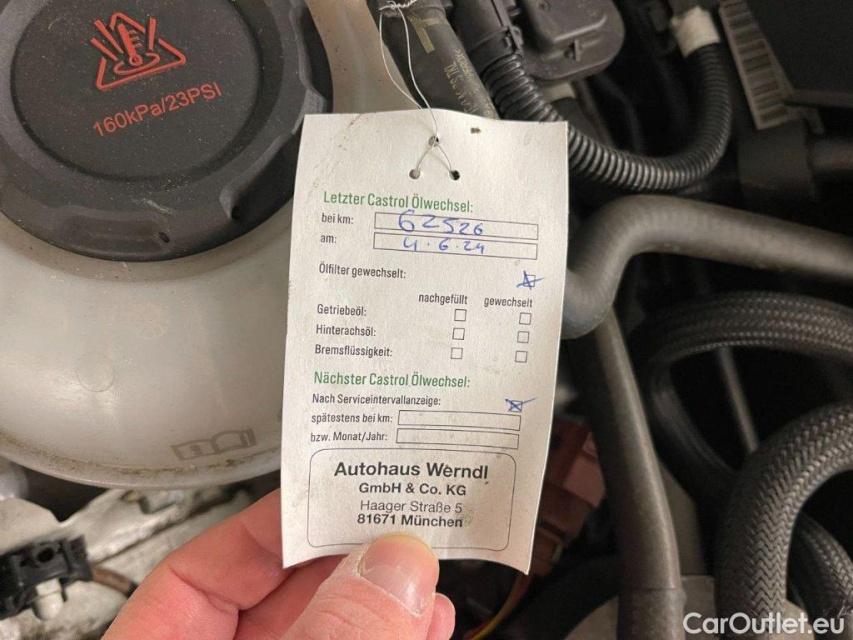 160kPa/23PSI
Letzter Castrol Ölwechsel:
bei km: 62526
am: 4.6.24
Ölfilter gewechselt:
nachgefüllt gewechselt
Getriebeöl:
Hinterachsöl:
Bremsflüssigkeit:
Nächster Castrol Ölwechsel:
Nach Serviceintervallanzeige:
spätestens bei km:
bzw. Monat/Jahr:
Autohaus Werndl
GmbH & Co. KG
Haager Straße 5
81671 München
CarOutlet.eu